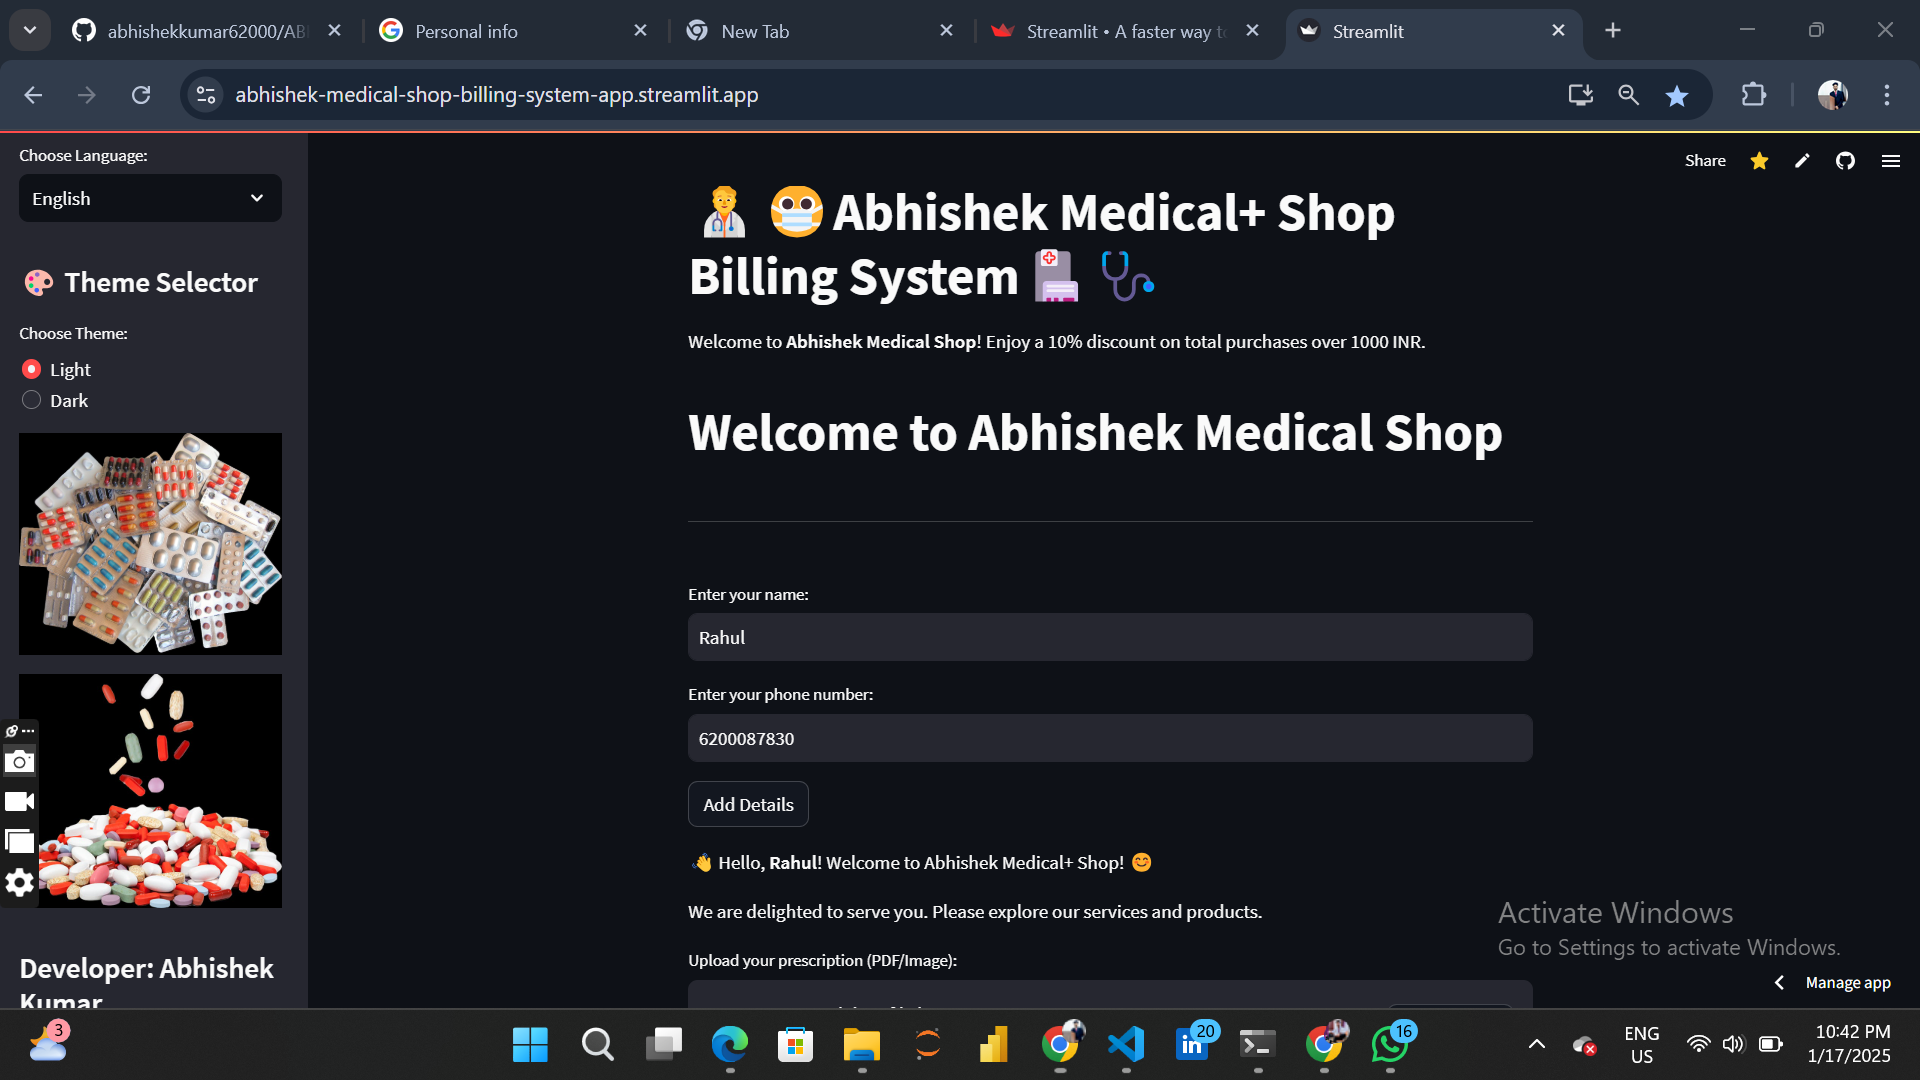 abhishekkumar62000/AB
Personal info
New Tab
Streamlit • A faster way to
Streamlit
abhishek-medical-shop-billing-system-app.streamlit.app
Share
Choose Language:
English
Theme Selector
Choose Theme:
Light
Dark
Developer: Abhishek
Kumar
Abhishek Medical+ Shop
Billing System
Welcome to Abhishek Medical Shop! Enjoy a 10% discount on total purchases over 1000 INR.
Welcome to Abhishek Medical Shop
Enter your name:
Rahul
Enter your phone number:
6200087830
Add Details
👋 Hello, Rahul! Welcome to Abhishek Medical+ Shop! 😊
We are delighted to serve you. Please explore our services and products.
Upload your prescription (PDF/Image):
Activate Windows
Go to Settings to activate Windows.
Manage app
3
20
16
ENG
US
10:42 PM
1/17/2025